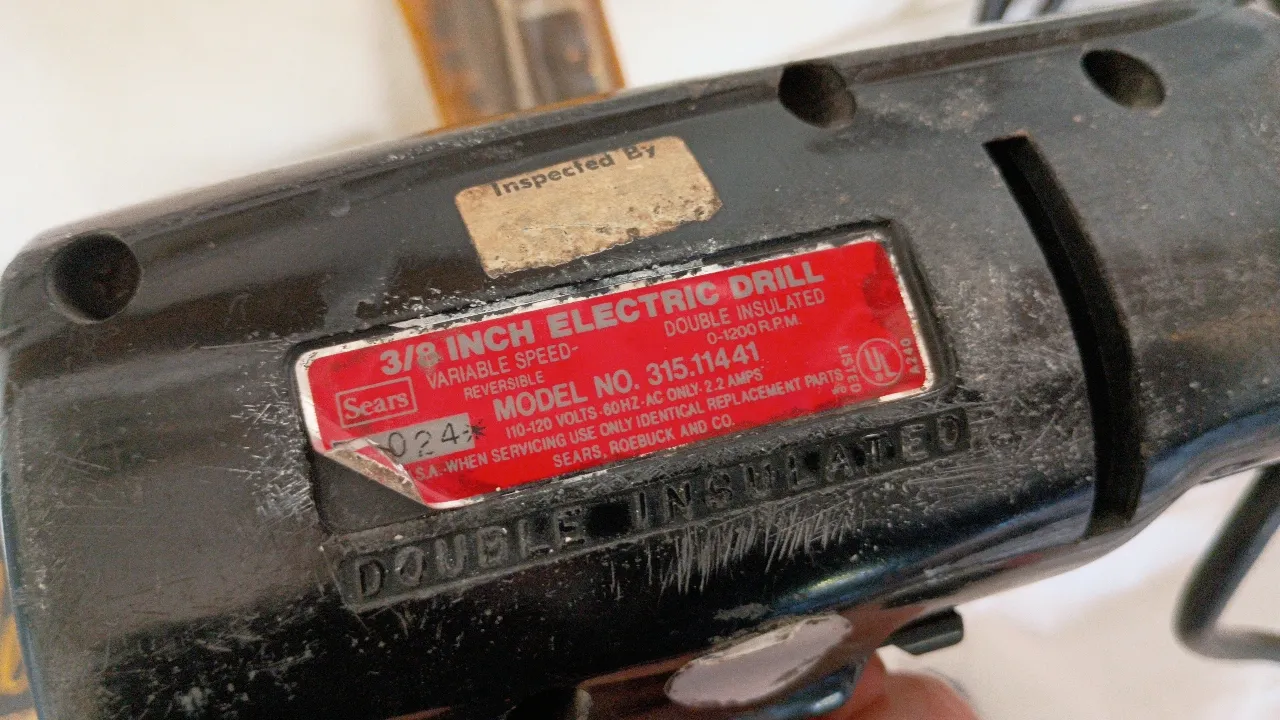 Inspected By
3/8 INCH ELECTRIC DRILL
VARIABLE SPEED- DOUBLE INSULATED
REVERSIBLE 0-1200 R.P.M.
Sears
MODEL NO. 315.11441
110-120 VOLTS-60HZ-AC ONLY-2.2 AMPS
024*
S.A.-WHEN SERVICING USE ONLY IDENTICAL REPLACEMENT PARTS
SEARS, ROEBUCK AND CO.
LISTED
UL
A240
DOUBLE INSULATED